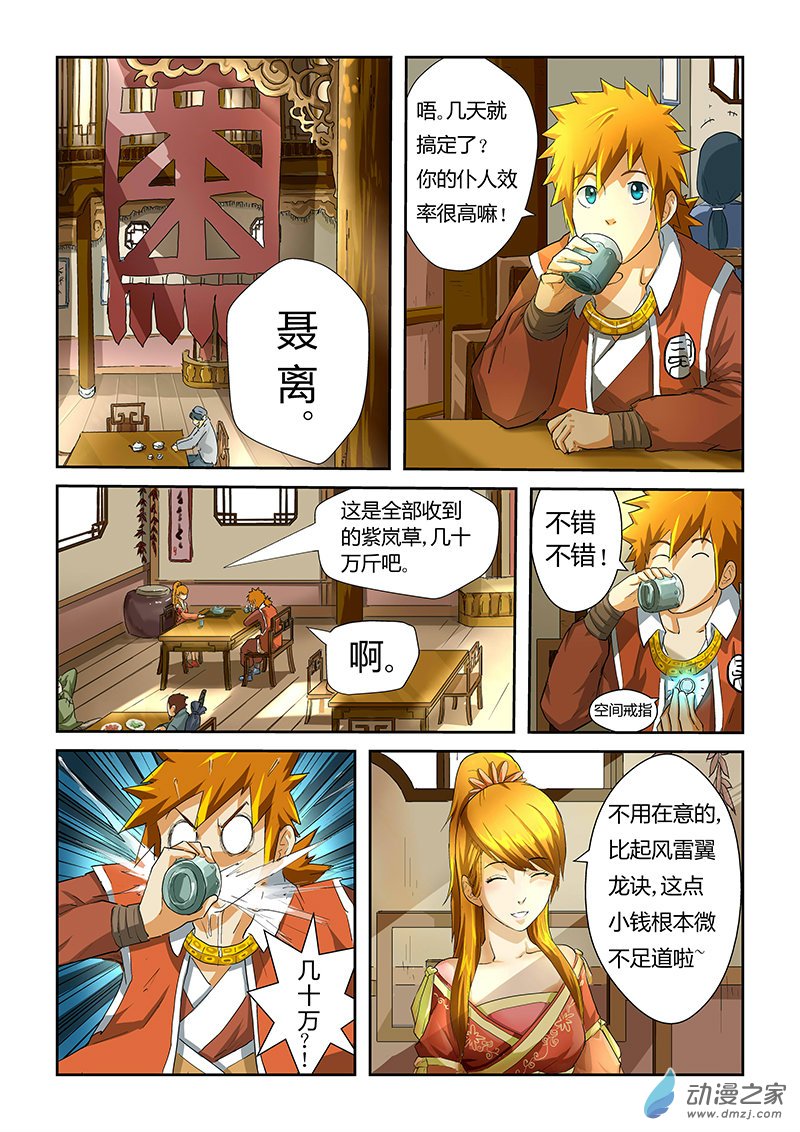 聂
离。
唔。几天就
搞定了？
你的仆人效
率很高嘛！
这是全部收到
的紫岚草，几十
万斤吧。
啊。
不错
不错！
空间戒指
几十万？！
不用在意的，
比起风雷翼
龙诀，这点
小钱根本微
不足道啦~
动漫之家
www.dmzj.com